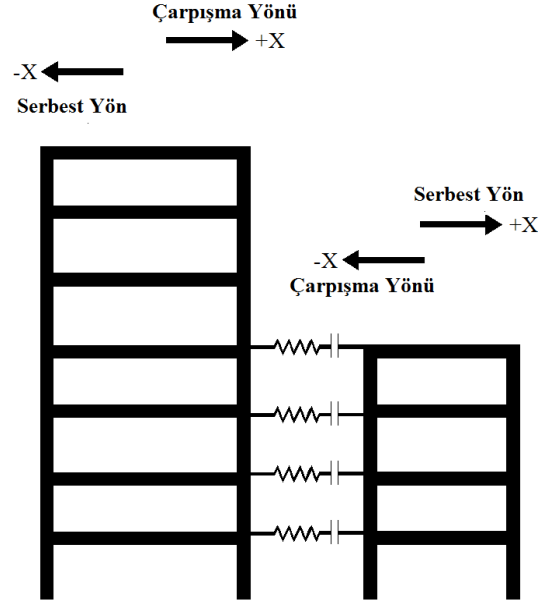 Çarpışma Yönü
+X
-X
Serbest Yön
Serbest Yön
+X
-X
Çarpışma Yönü